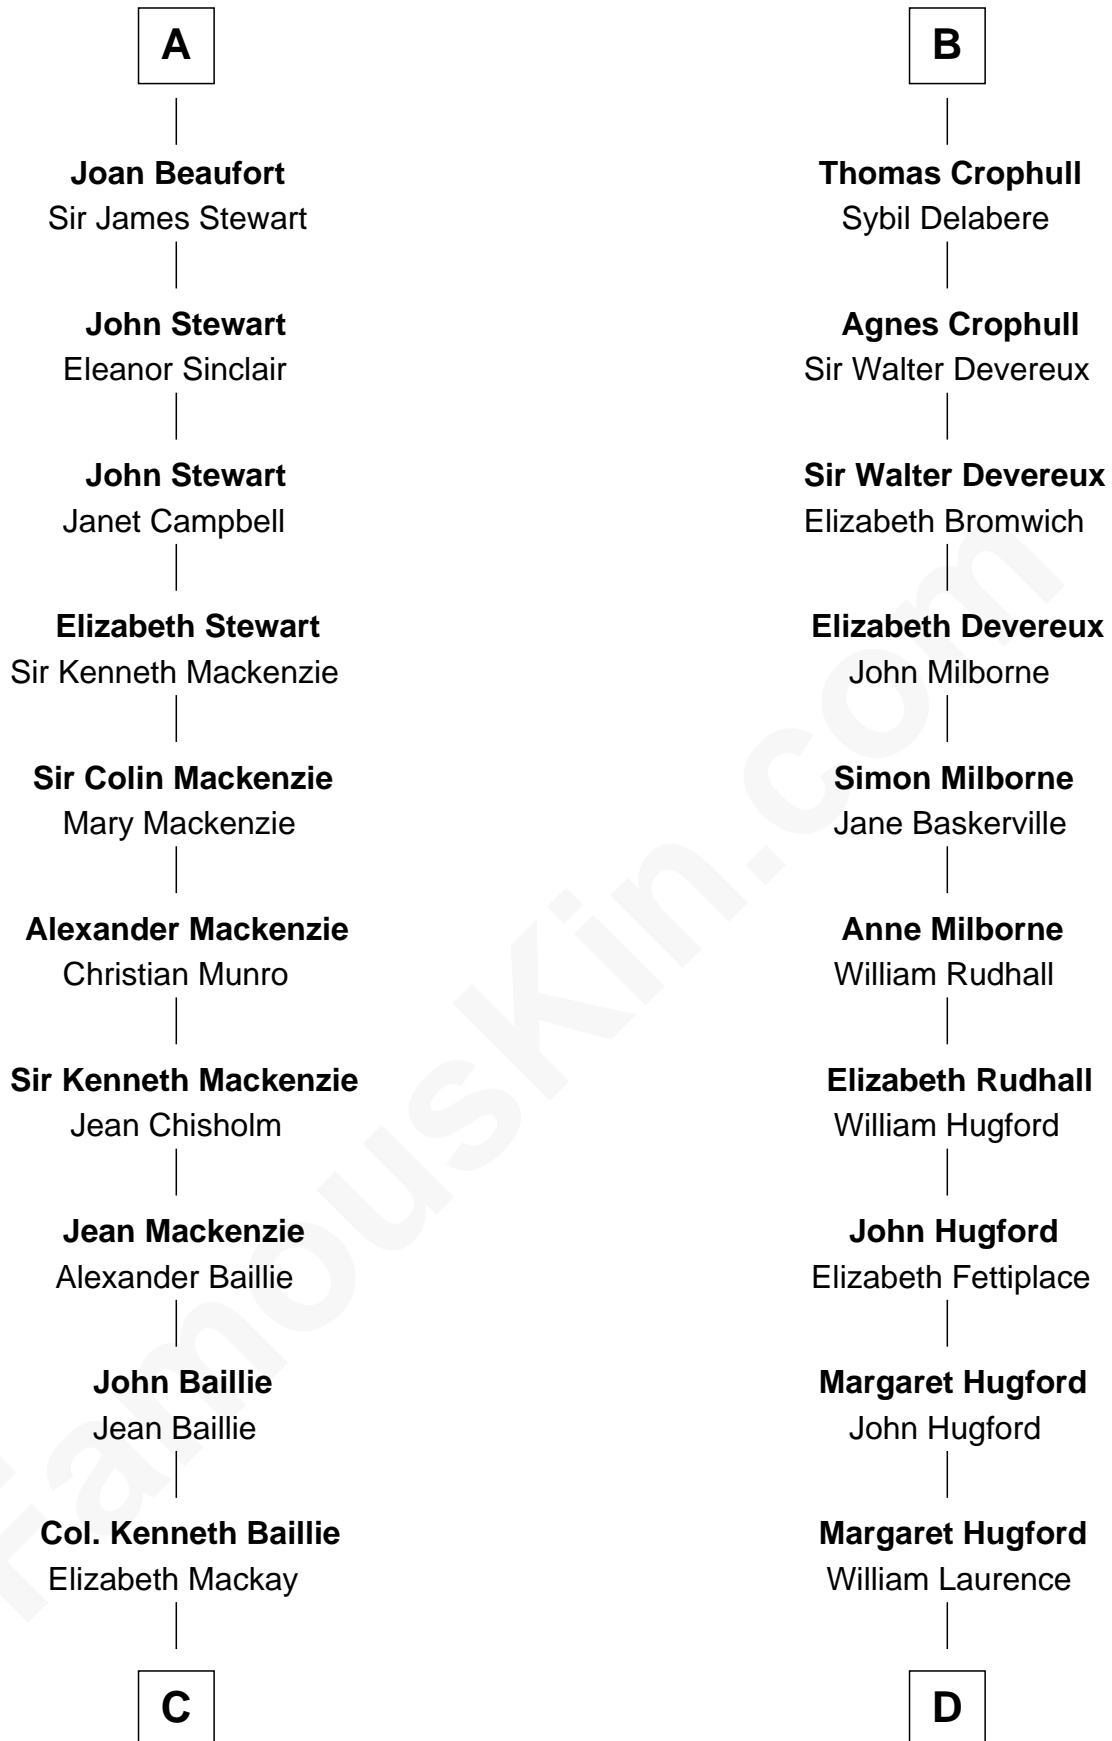 A
Joan Beaufort
Sir James Stewart
John Stewart
Eleanor Sinclair
John Stewart
Janet Campbell
Elizabeth Stewart
Sir Kenneth Mackenzie
Sir Colin Mackenzie
Mary Mackenzie
Alexander Mackenzie
Christian Munro
Sir Kenneth Mackenzie
Jean Chisholm
Jean Mackenzie
Alexander Baillie
John Baillie
Jean Baillie
Col. Kenneth Baillie
Elizabeth Mackay
C
B
Thomas Crophull
Sybil Delabere
Agnes Crophull
Sir Walter Devereux
Sir Walter Devereux
Elizabeth Bromwich
Elizabeth Devereux
John Milborne
Simon Milborne
Jane Baskerville
Anne Milborne
William Rudhall
Elizabeth Rudhall
William Hugford
John Hugford
Elizabeth Fettiplace
Margaret Hugford
John Hugford
Margaret Hugford
William Laurence
D
FamousKin.com